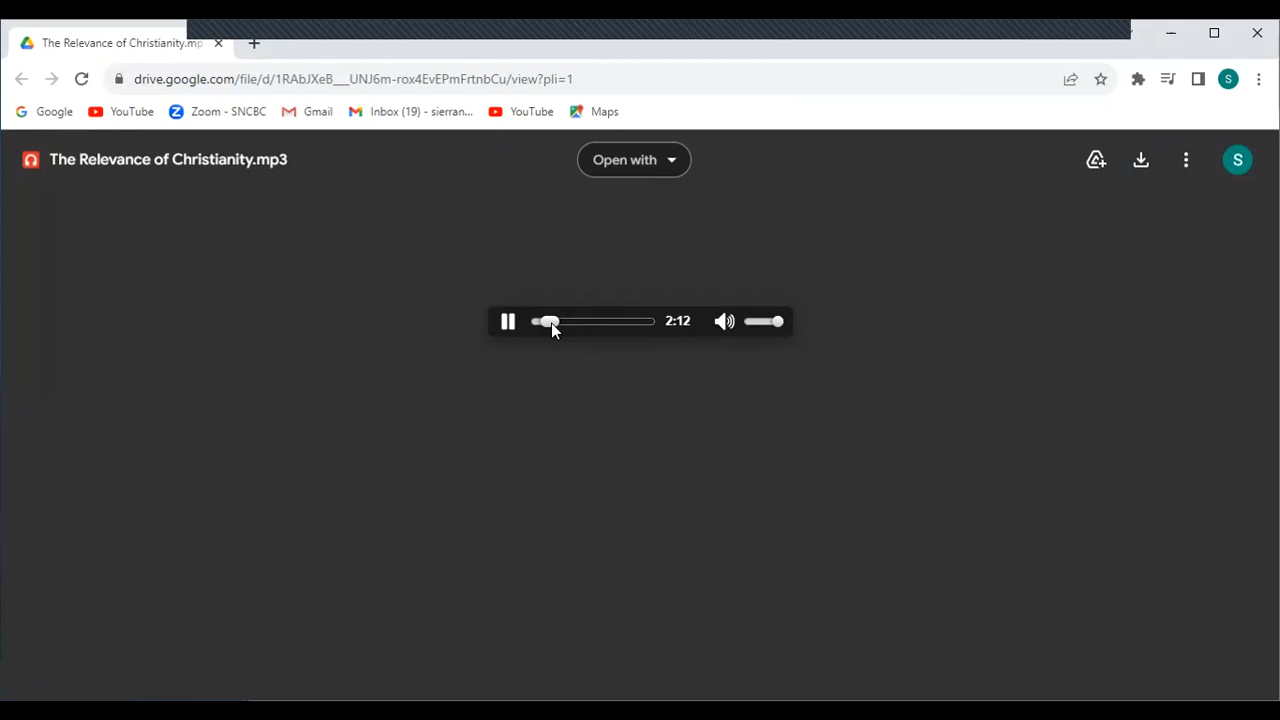 The Relevance of Christianity.mp
drive.google.com/file/d/1RAbJXeB___UNJ6m-rox4EvEPmFrtnbCu/view?pli=1
S
Google YouTube Zoom - SNCBC Gmail Inbox (19) - sierran... YouTube Maps
The Relevance of Christianity.mp3 Open with S
2:12